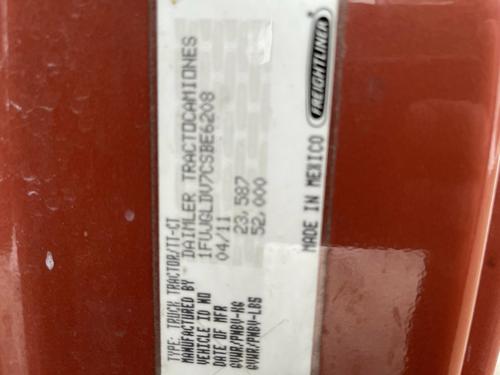 TYPE: TRUCK TRACTOR/TT-CT
MANUFACTURED BY DAIMLER TRACTOCAMIONES
VEHICLE ID NO 1FUJGLDV7CSBE6208
DATE OF MFR 04/11
GVWR/PNBV-KG 23,587
GVWR/PNBV-LBS 52,000
MADE IN MEXICO FREIGHTLINER